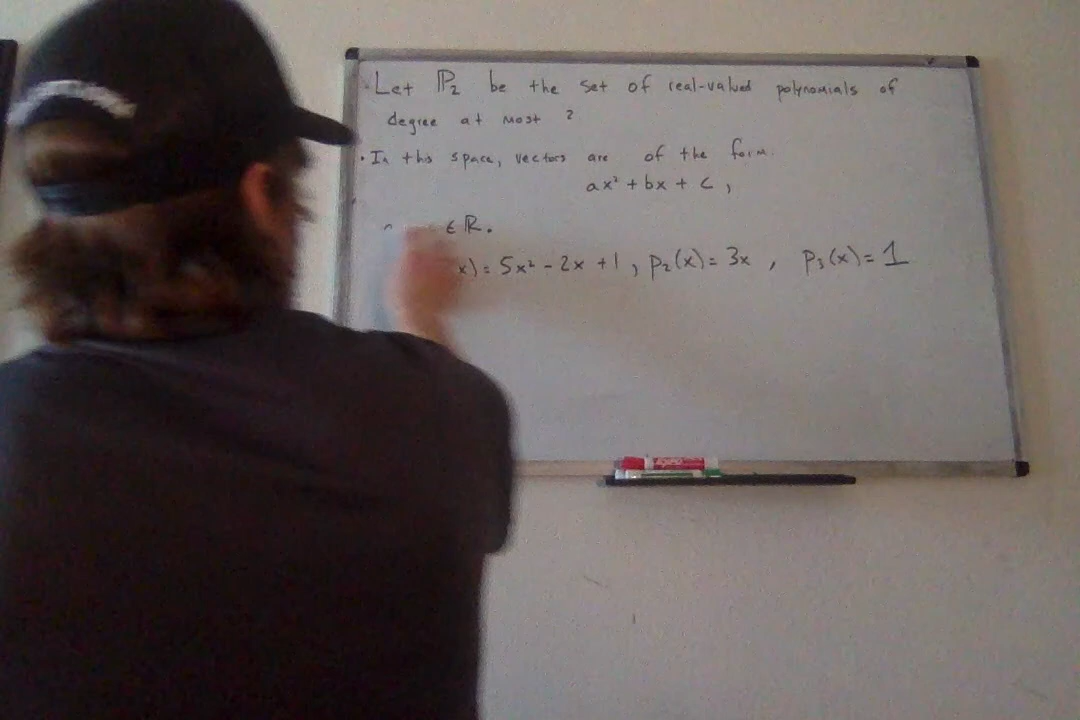 · Let ℙ₂ be the set of real-valued polynomials of
degree at most 2
· In this space, vectors are of the form
ax² + bx + c ,
∈ ℝ.
x) = 5x² - 2x + 1 , p₂(x) = 3x , p₃(x) = 1
EXPO